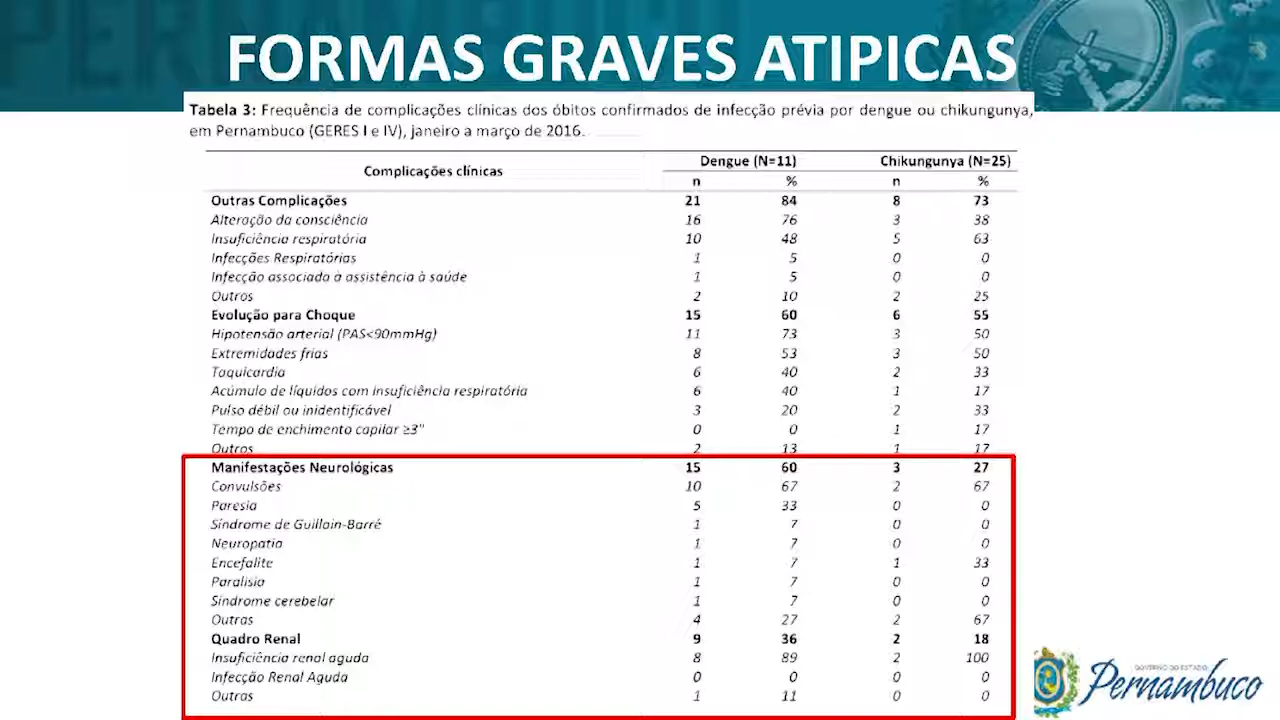 FORMAS GRAVES ATIPICAS
Tabela 3: Frequência de complicações clínicas dos óbitos confirmados de infecção prévia por dengue ou chikungunya,
em Pernambuco (GERES I e IV), janeiro a março de 2016.
Complicações clínicas Dengue (N=11) Chikungunya (N=25)
n % n %
Outras Complicações 21 84 8 73
Alteração da consciência 16 76 3 38
Insuficiência respiratória 10 48 5 63
Infecções Respiratórias 1 5 0 0
Infecção associada à assistência à saúde 1 5 0 0
Outros 2 10 2 25
Evolução para Choque 15 60 6 55
Hipotensão arterial (PAS<90mmHg) 11 73 3 50
Extremidades frias 8 53 3 50
Taquicardia 6 40 2 33
Acúmulo de líquidos com insuficiência respiratória 6 40 1 17
Pulso débil ou inidentificável 3 20 2 33
Tempo de enchimento capilar ≥3" 0 0 1 17
Outros 2 13 1 17
Manifestações Neurológicas 15 60 3 27
Convulsões 10 67 2 67
Paresia 5 33 0 0
Síndrome de Guillain-Barré 1 7 0 0
Neuropatia 1 7 0 0
Encefalite 1 7 1 33
Paralisia 1 7 0 0
Síndrome cerebelar 1 7 0 0
Outras 4 27 2 67
Quadro Renal 9 36 2 18
Insuficiência renal aguda 8 89 2 100
Infecção Renal Aguda 0 0 0 0
Outras 1 11 0 0
GOVERNO DO ESTADO
Pernambuco